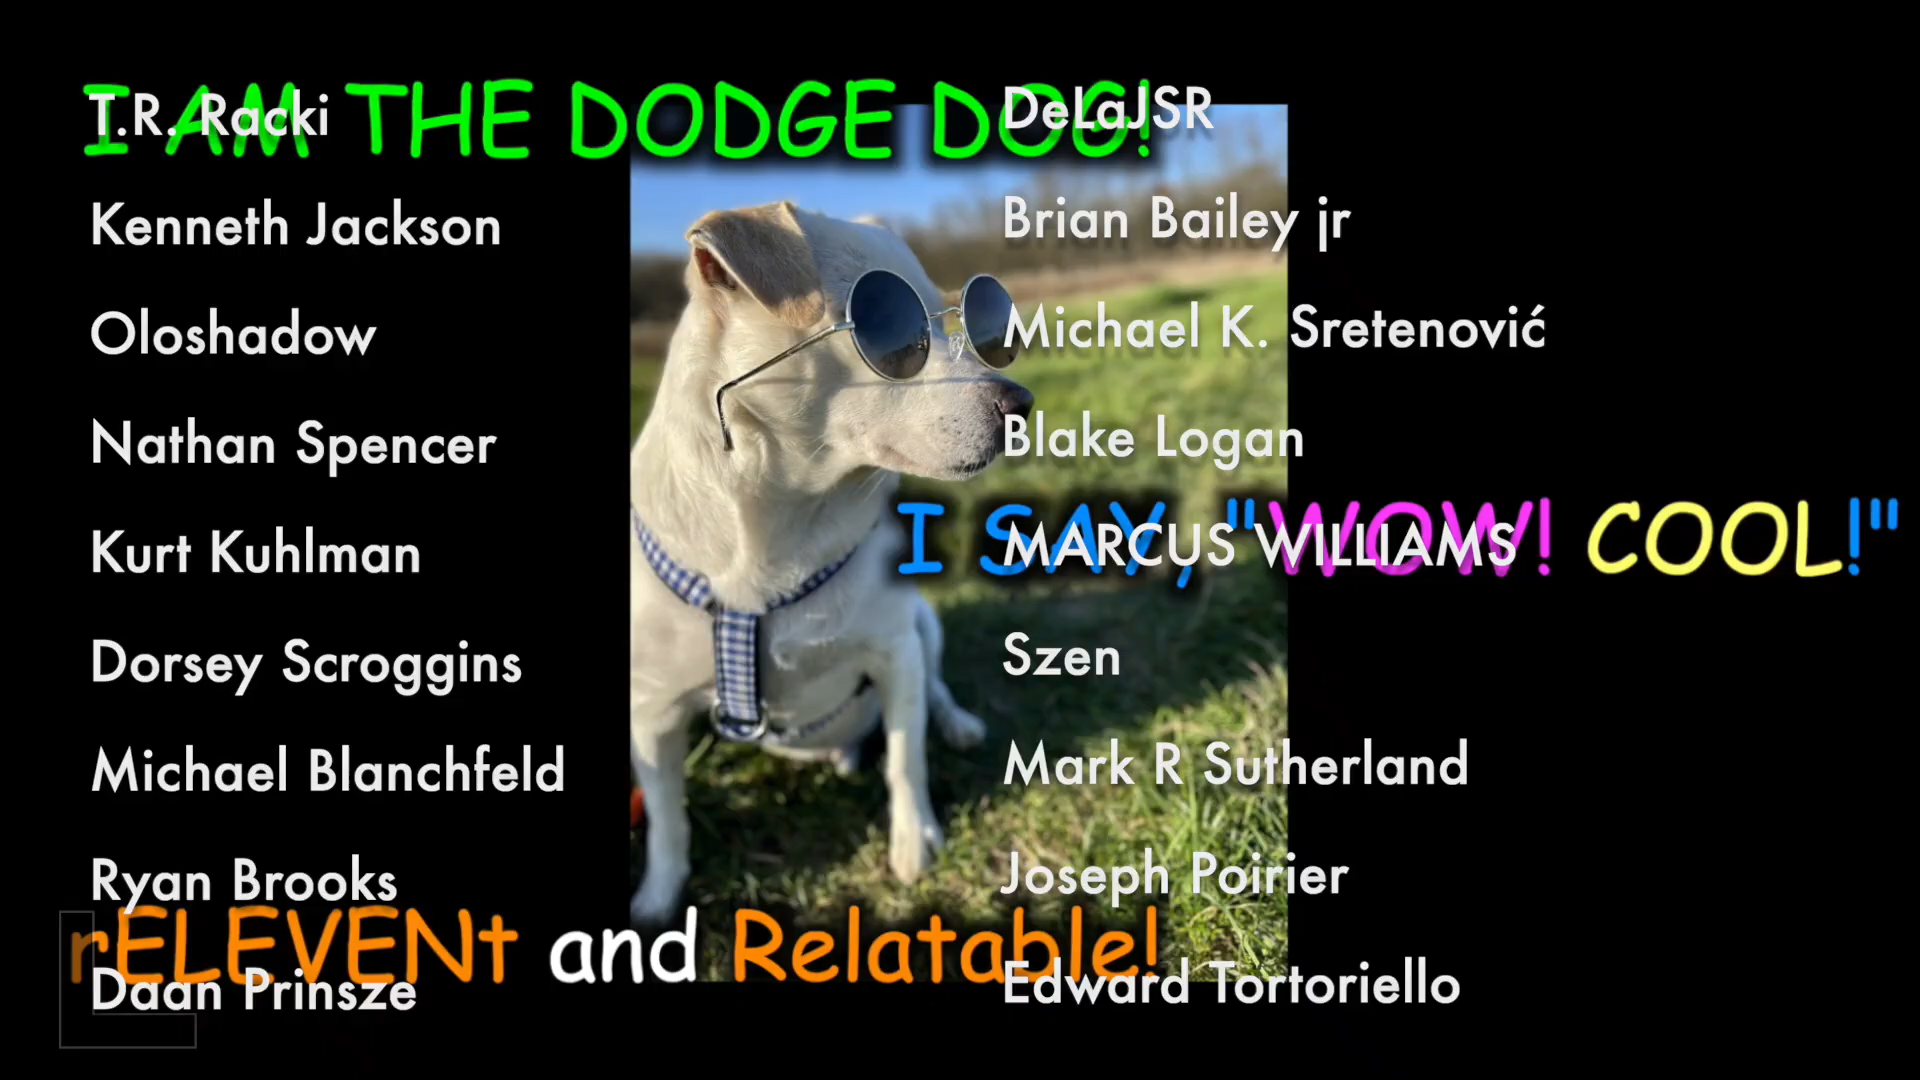 I AM THE DODGE DOG!
T.R. Racki
Kenneth Jackson
Oloshadow
Nathan Spencer
Kurt Kuhlman
Dorsey Scroggins
Michael Blanchfeld
Ryan Brooks
Daan Prinsze
DeLaJSR
Brian Bailey jr
Michael K. Sretenović
Blake Logan
I SAY, "WOW! COOL!"
MARCUS WILLIAMS
Szen
Mark R Sutherland
Joseph Poirier
rELEVENt and Relatable!
Edward Tortoriello